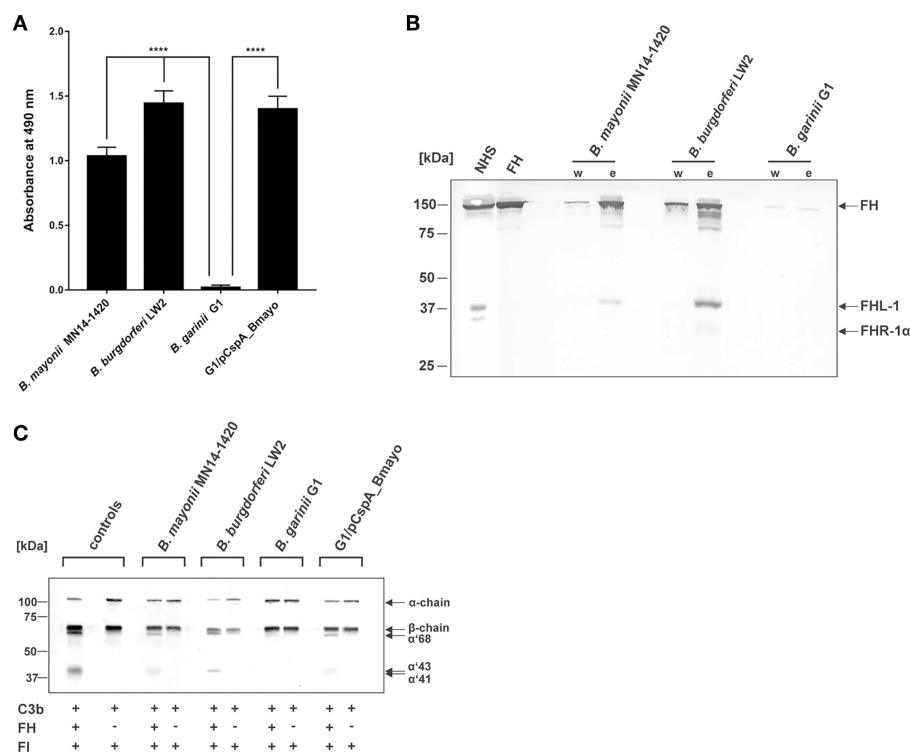 A
Absorbance at 490 nm
2.0
1.5
1.0
0.5
0.0
****
****
B. mayonii MN14-1420
B. burgdorferi LW2
B. garinii G1
G1/pCspA_Bmayo
B
[kDa]
NHS
FH
B. mayonii MN14-1420
B. burgdorferi LW2
B. garinii G1
w e w e w e
150
75
50
37
25
FH
FHL-1
FHR-1α
C
[kDa]
controls
B. mayonii MN14-1420
B. burgdorferi LW2
B. garinii G1
G1/pCspA_Bmayo
100
75
50
37
α-chain
β-chain
α‘68
α‘43
α‘41
C3b + + + + + + + + + +
FH + - + - + - + - + -
FI + + + + + + + + + +